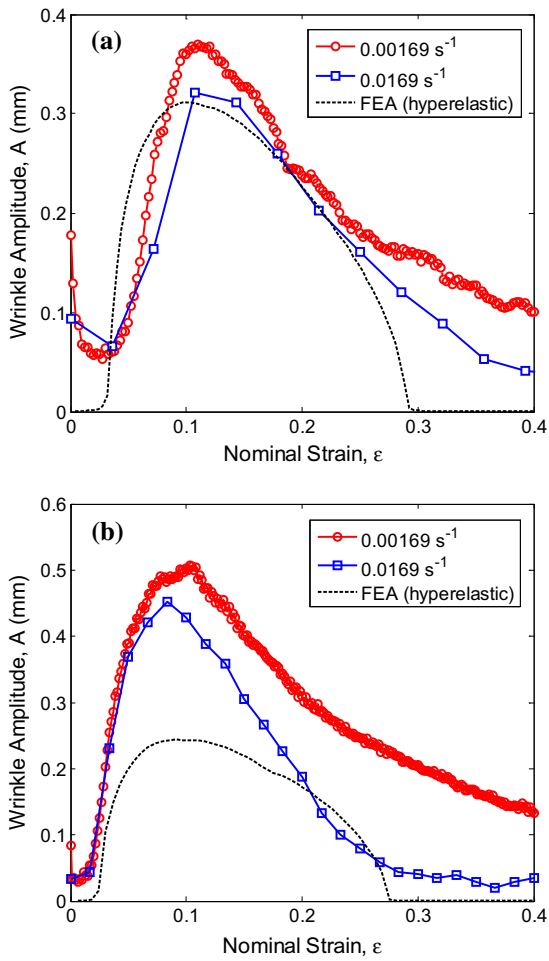 (a)
0.00169 s⁻¹
0.0169 s⁻¹
FEA (hyperelastic)
0.4
0.3
0.2
0.1
0
Wrinkle Amplitude, A (mm)
0 0.1 0.2 0.3 0.4
Nominal Strain, ε
(b)
0.00169 s⁻¹
0.0169 s⁻¹
FEA (hyperelastic)
0.6
0.5
0.4
0.3
0.2
0.1
0
Wrinkle Amplitude, A (mm)
0 0.1 0.2 0.3 0.4
Nominal Strain, ε